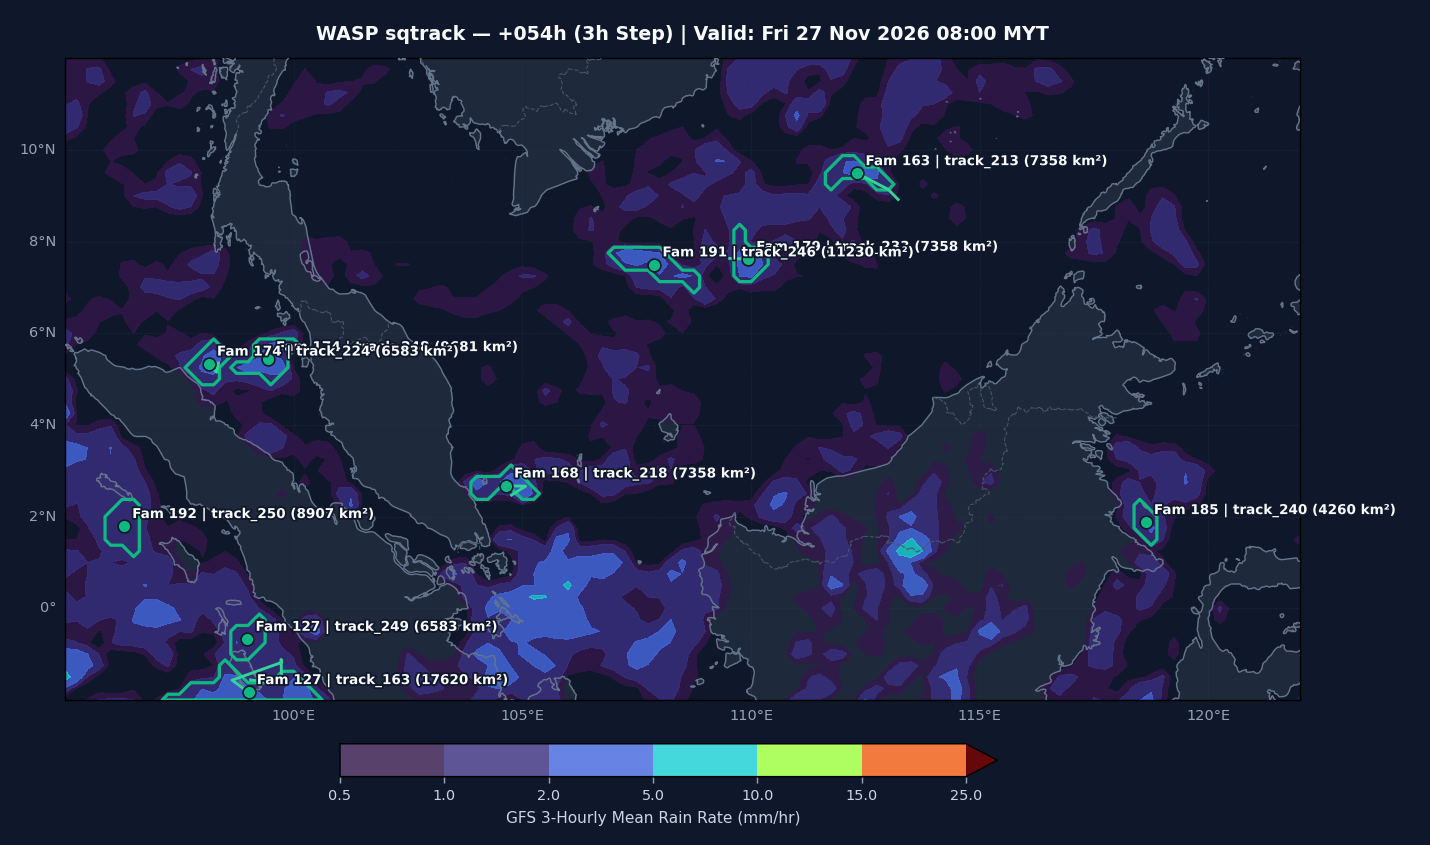 WASP sqtrack — +054h (3h Step) | Valid: Fri 27 Nov 2026 08:00 MYT
10°N
8°N
6°N
4°N
2°N
0°
Fam 163 | track_213 (7358 km²)
(7358 km²)
Fam 191 | track_246 (11230 km²)
km²)
Fam 174 | track_224 (6583 km²)
Fam 168 | track_218 (7358 km²)
Fam 192 | track_250 (8907 km²)
Fam 185 | track_240 (4260 km²)
Fam 127 | track_249 (6583 km²)
Fam 127 | track_163 (17620 km²)
100°E
105°E
110°E
115°E
120°E
0.5
1.0
2.0
5.0
10.0
15.0
25.0
GFS 3-Hourly Mean Rain Rate (mm/hr)